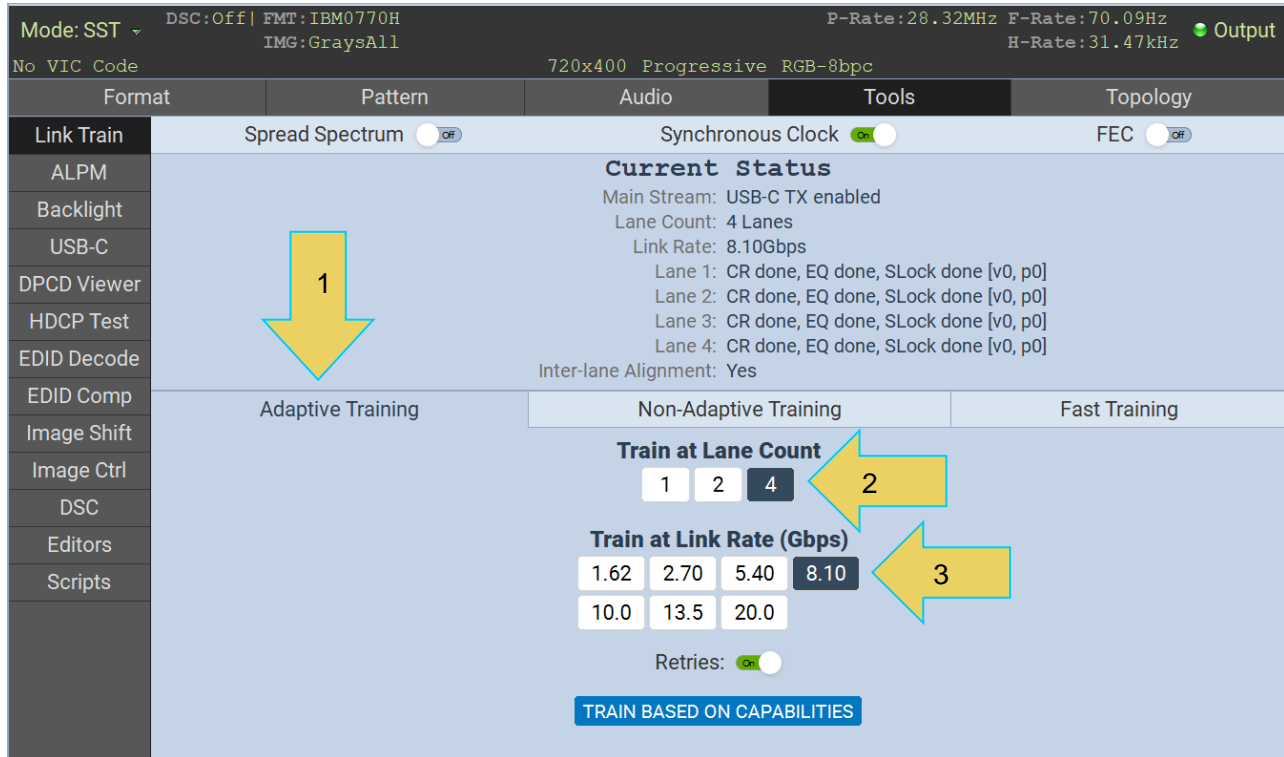 Mode: SST DSC:Off| FMT:IBM0770H P-Rate:28.32MHz F-Rate:70.09Hz Output
IMG:GraysAll H-Rate:31.47kHz
No VIC Code 720x400 Progressive RGB-8bpc
Format Pattern Audio Tools Topology
Link Train Spread Spectrum Off Synchronous Clock On FEC Off
ALPM
Backlight
USB-C
DPCD Viewer
HDCP Test
EDID Decode
EDID Comp
Image Shift
Image Ctrl
DSC
Editors
Scripts
Current Status
Main Stream: USB-C TX enabled
Lane Count: 4 Lanes
Link Rate: 8.10Gbps
Lane 1: CR done, EQ done, SLock done [v0, p0]
Lane 2: CR done, EQ done, SLock done [v0, p0]
Lane 3: CR done, EQ done, SLock done [v0, p0]
Lane 4: CR done, EQ done, SLock done [v0, p0]
Inter-lane Alignment: Yes
1
Adaptive Training Non-Adaptive Training Fast Training
Train at Lane Count
1 2 4 2
Train at Link Rate (Gbps)
1.62 2.70 5.40 8.10 3
10.0 13.5 20.0
Retries: On
TRAIN BASED ON CAPABILITIES